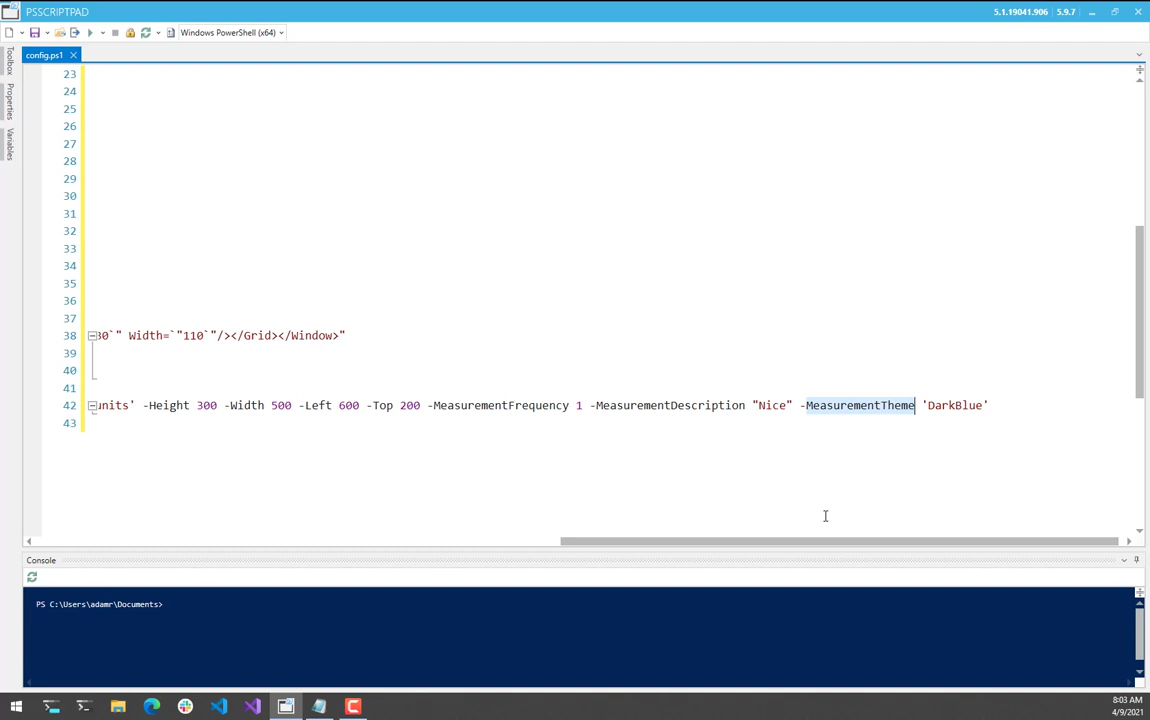 PSSCRIPTPAD
5.1.19041.906 5.9.7
Windows PowerShell (x64)
config.ps1
Toolbox
Properties
Variables
23
24
25
26
27
28
29
30
31
32
33
34
35
36
37
38 30`" Width=`"110`"/></Grid></Window>"
39
40
41
42 units' -Height 300 -Width 500 -Left 600 -Top 200 -MeasurementFrequency 1 -MeasurementDescription "Nice" -MeasurementTheme 'DarkBlue'
43
Console
PS C:\Users\adamr\Documents>
8:03 AM
4/9/2021